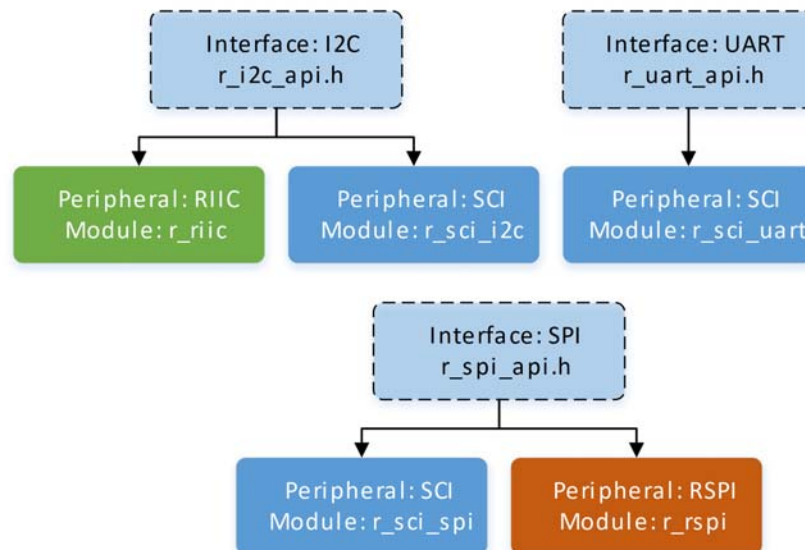 Interface: I2C
r_i2c_api.h
Interface: UART
r_uart_api.h
Peripheral: RIIC
Module: r_riic
Peripheral: SCI
Module: r_sci_i2c
Peripheral: SCI
Module: r_sci_uart
Interface: SPI
r_spi_api.h
Peripheral: SCI
Module: r_sci_spi
Peripheral: RSPI
Module: r_rspi